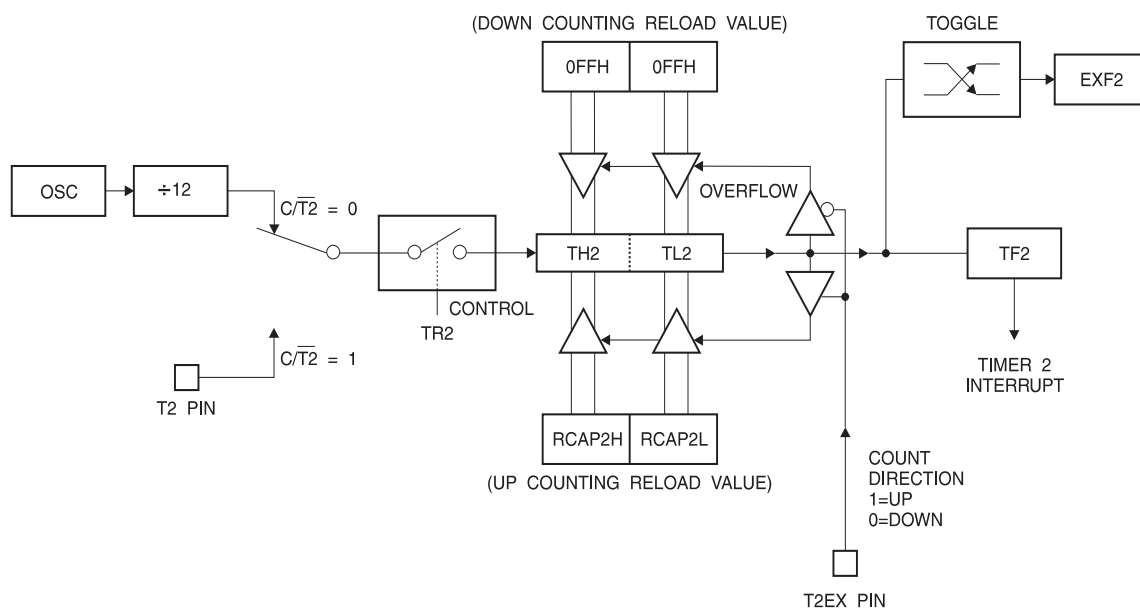 (DOWN COUNTING RELOAD VALUE)
TOGGLE
0FFH
0FFH
EXF2
OSC
÷12
C/T2̅ = 0
OVERFLOW
TH2
TL2
TF2
CONTROL
TR2
C/T2̅ = 1
T2 PIN
TIMER 2
INTERRUPT
RCAP2H
RCAP2L
(UP COUNTING RELOAD VALUE)
COUNT
DIRECTION
1=UP
0=DOWN
T2EX PIN